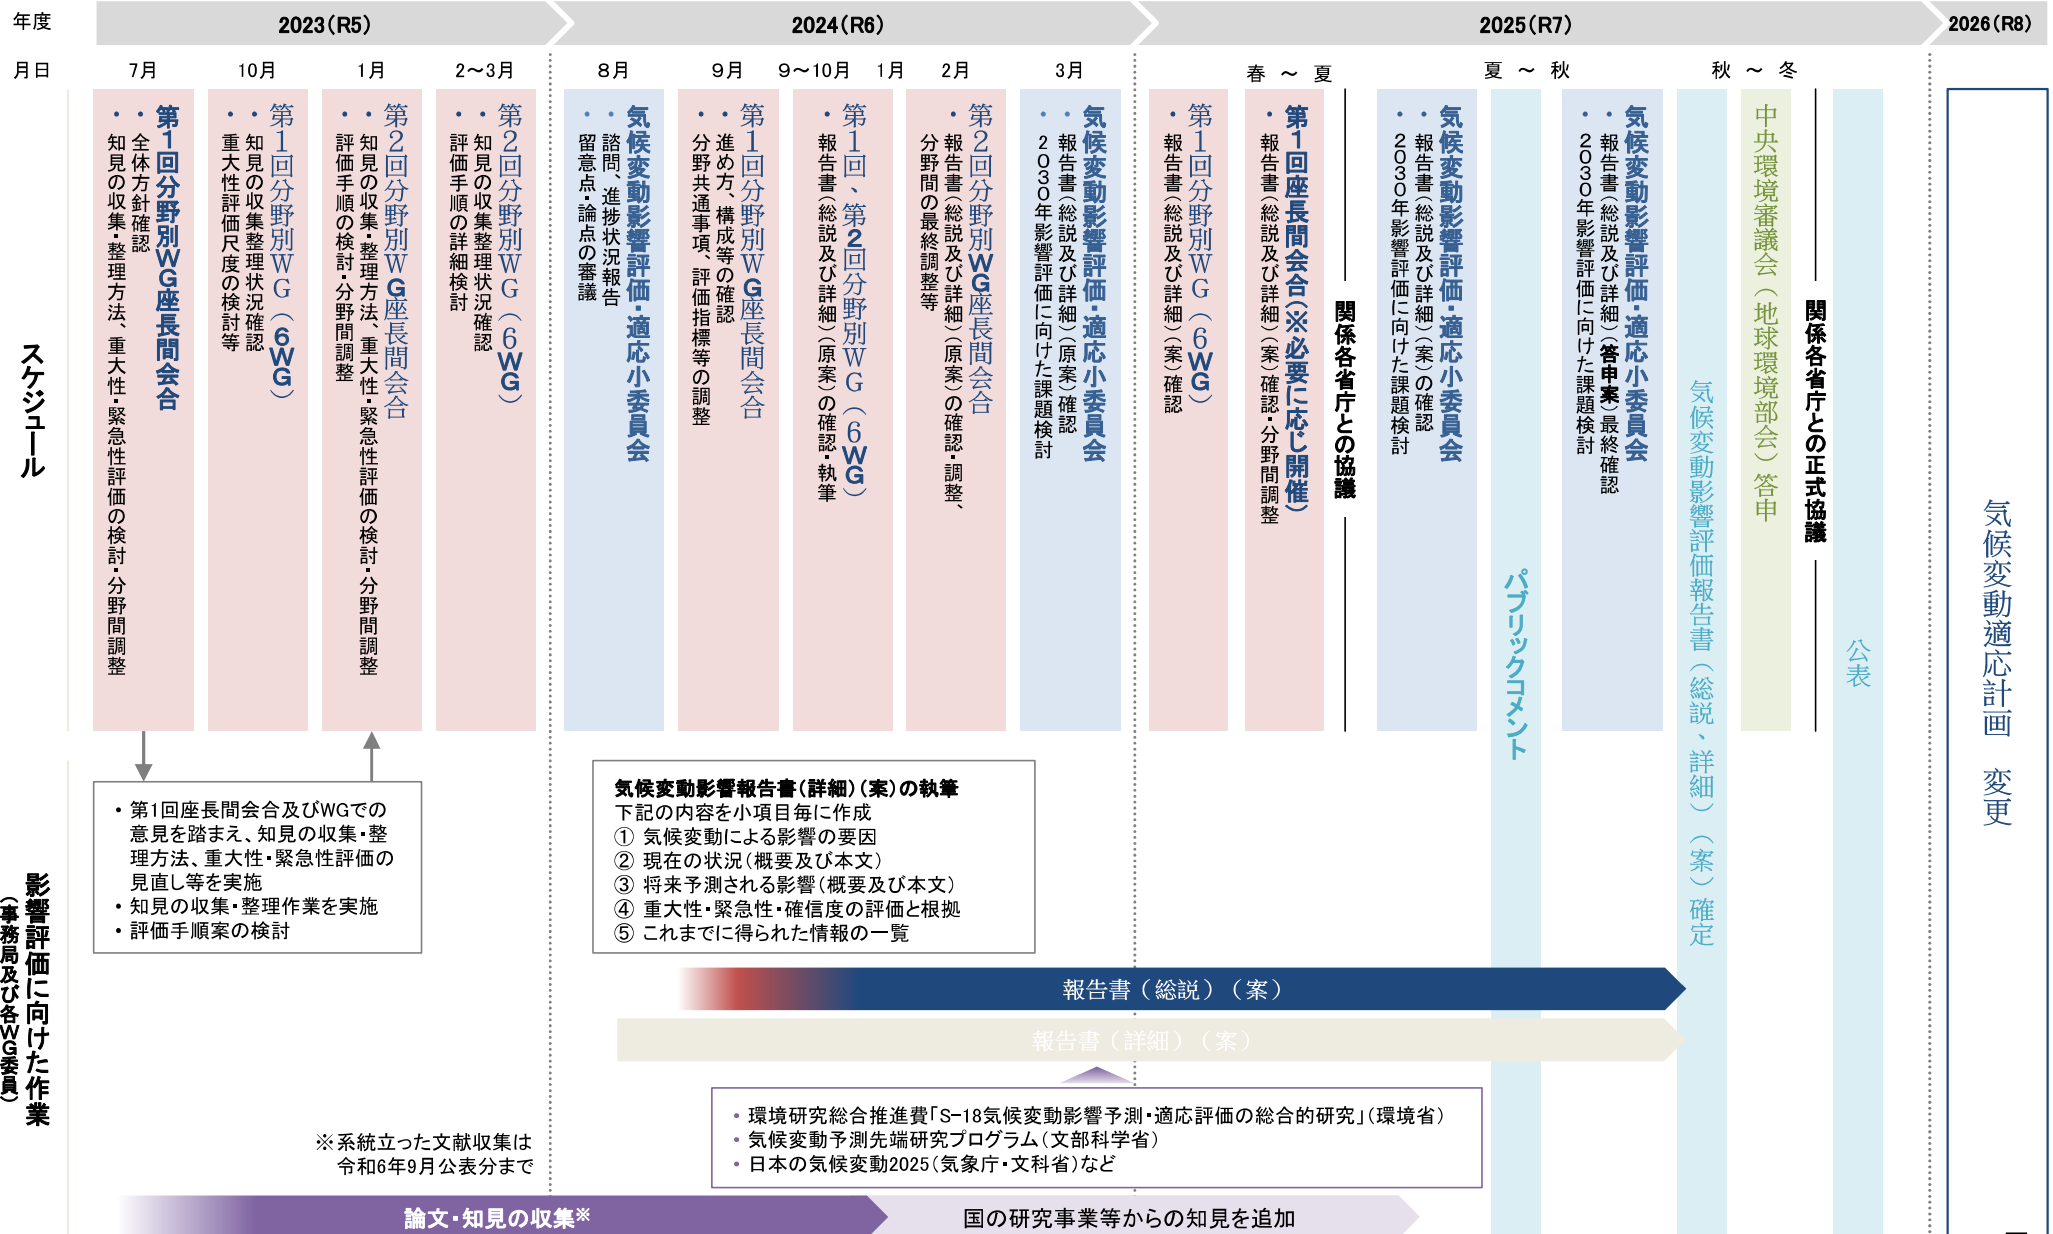 年度
2023(R5)
2024(R6)
2025(R7)
2026(R8)
月日
7月
10月
1月
2～3月
8月
9月
9～10月
1月
2月
3月
春 ～ 夏
夏 ～ 秋
秋 ～ 冬
スケジュール
第1回分野別WG座長間会合
・全体方針確認
・知見の収集・整理方法、重大性・緊急性評価の検討・分野間調整
第1回分野別WG(6WG)
・知見の収集整理状況確認
・重大性評価尺度の検討等
第2回分野別WG座長間会合
・知見の収集・整理方法、重大性・緊急性評価の検討・分野間調整
・評価手順の検討・分野間調整
第2回分野別WG(6WG)
・知見の収集整理状況確認
・評価手順の詳細検討
気候変動影響評価・適応小委員会
・諮問、進捗状況報告
・留意点・論点の審議
第1回分野別WG座長間会合
・進め方、構成等の確認
・分野共通事項、評価指標等の調整
第1回、第2回分野別WG(6WG)
・報告書(総説及び詳細)(原案)の確認・執筆
第2回分野別WG座長間会合
・報告書(総説及び詳細)(原案)の確認・調整、
分野間の最終調整等
気候変動影響評価・適応小委員会
・報告書(総説及び詳細)(原案)確認
・2030年影響評価に向けた課題検討
第1回分野別WG(6WG)
・報告書(総説及び詳細)(案)確認
第1回座長間会合(※必要に応じ開催)
・報告書(総説及び詳細)(案)確認・分野間調整
関係各省庁との協議
気候変動影響評価・適応小委員会
・報告書(総説及び詳細)(案)の確認
・2030年影響評価に向けた課題検討
パブリックコメント
気候変動影響評価・適応小委員会
・報告書(総説及び詳細)(答申案)最終確認
・2030年影響評価に向けた課題検討
気候変動影響評価報告書(総説、詳細)(案)確定
中央環境審議会(地球環境部会)答申
関係各省庁との正式協議
公表
気候変動適応計画 変更
影響評価に向けた作業
(事務局及び各WG委員)
・第1回座長間会合及びWGでの
意見を踏まえ、知見の収集・整
理方法、重大性・緊急性評価の
見直し等を実施
・知見の収集・整理作業を実施
・評価手順案の検討
気候変動影響報告書(詳細)(案)の執筆
下記の内容を小項目毎に作成
① 気候変動による影響の要因
② 現在の状況(概要及び本文)
③ 将来予測される影響(概要及び本文)
④ 重大性・緊急性・確信度の評価と根拠
⑤ これまでに得られた情報の一覧
報告書(総説)(案)
報告書(詳細)(案)
・環境研究総合推進費「S-18気候変動影響予測・適応評価の総合的研究」(環境省)
・気候変動予測先端研究プログラム(文部科学省)
・日本の気候変動2025(気象庁・文科省)など
※系統立った文献収集は
令和6年9月公表分まで
論文・知見の収集※
国の研究事業等からの知見を追加